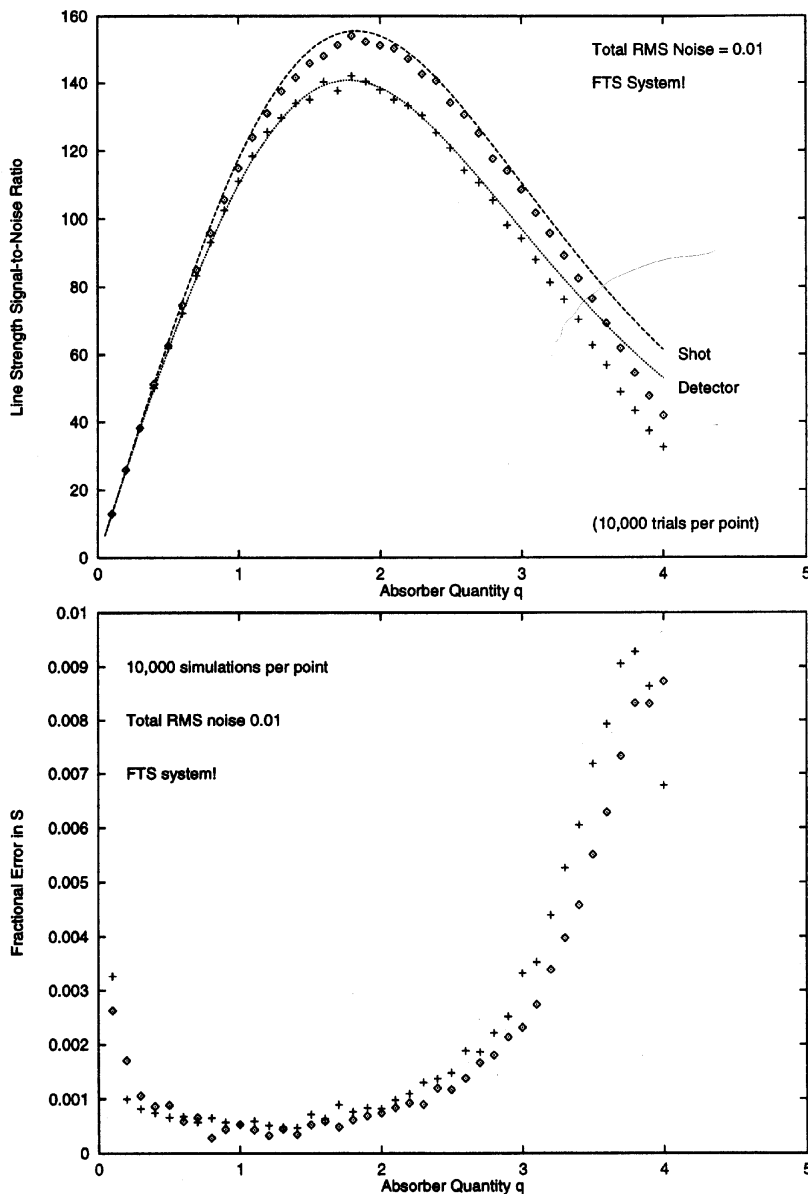 160
140
120
100
80
60
40
20
0
Line Strength Signal-to-Noise Ratio
Total RMS Noise = 0.01
FTS System!
Shot
Detector
(10,000 trials per point)
0 1 2 3 4 5
Absorber Quantity q
0.01
0.009
0.008
0.007
0.006
0.005
0.004
0.003
0.002
0.001
0
Fractional Error in S
10,000 simulations per point
Total RMS noise 0.01
FTS system!
0 1 2 3 4 5
Absorber Quantity q